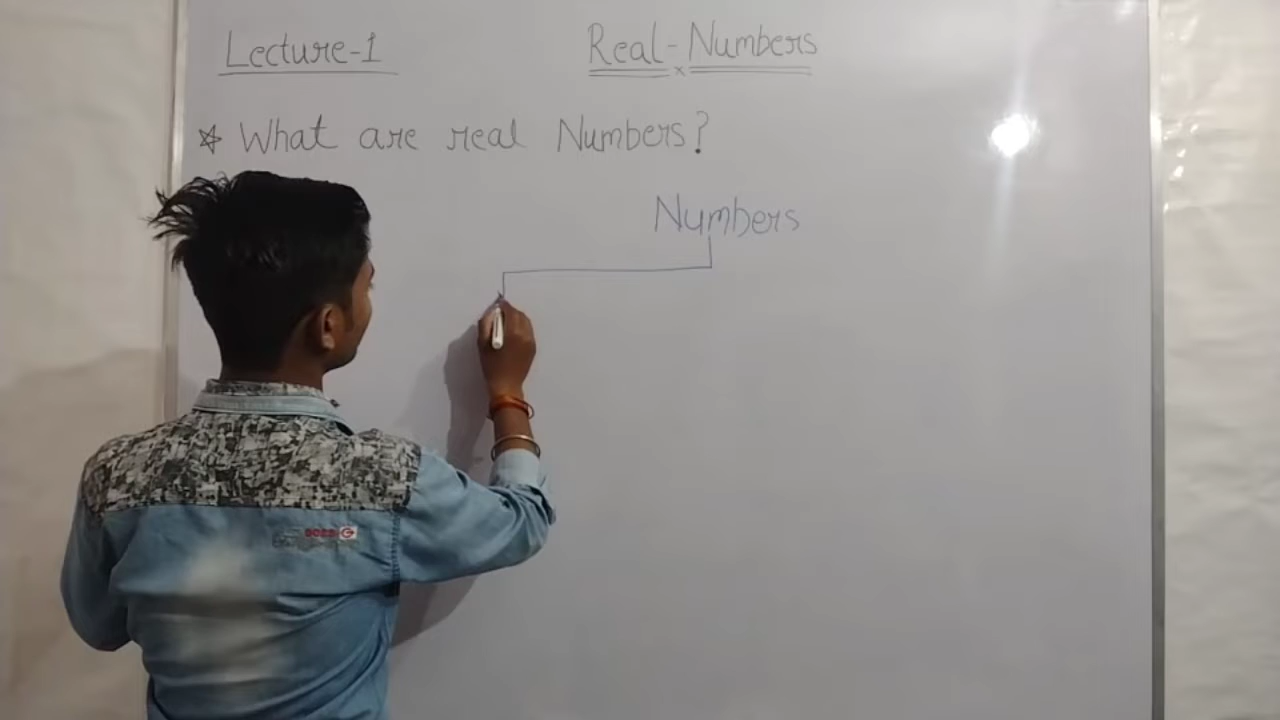 Lecture-1
Real-Numbers
☆ What are real Numbers?
Numbers